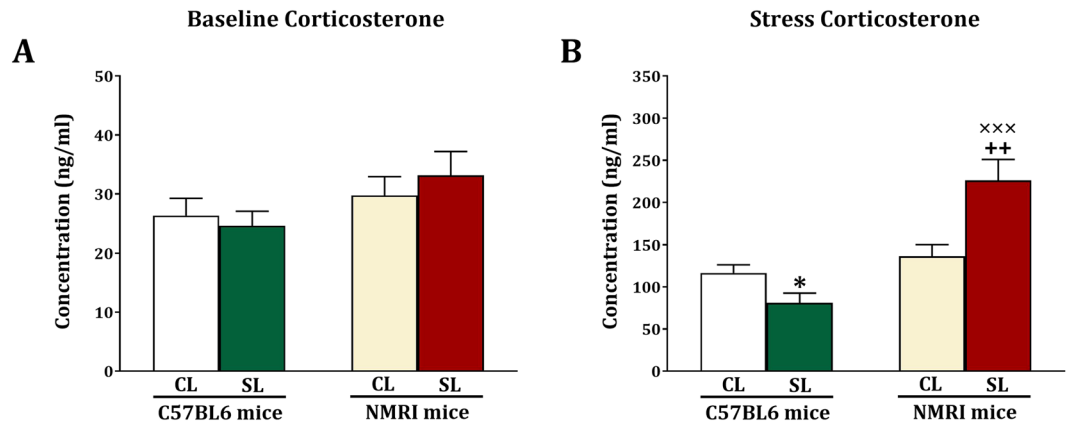 Baseline Corticosterone
A
Concentration (ng/ml)
50
40
30
20
10
0
CL SL CL SL
C57BL6 mice NMRI mice
Stress Corticosterone
B
Concentration (ng/ml)
350
300
250
200
150
100
50
0
×××
++
*
CL SL CL SL
C57BL6 mice NMRI mice